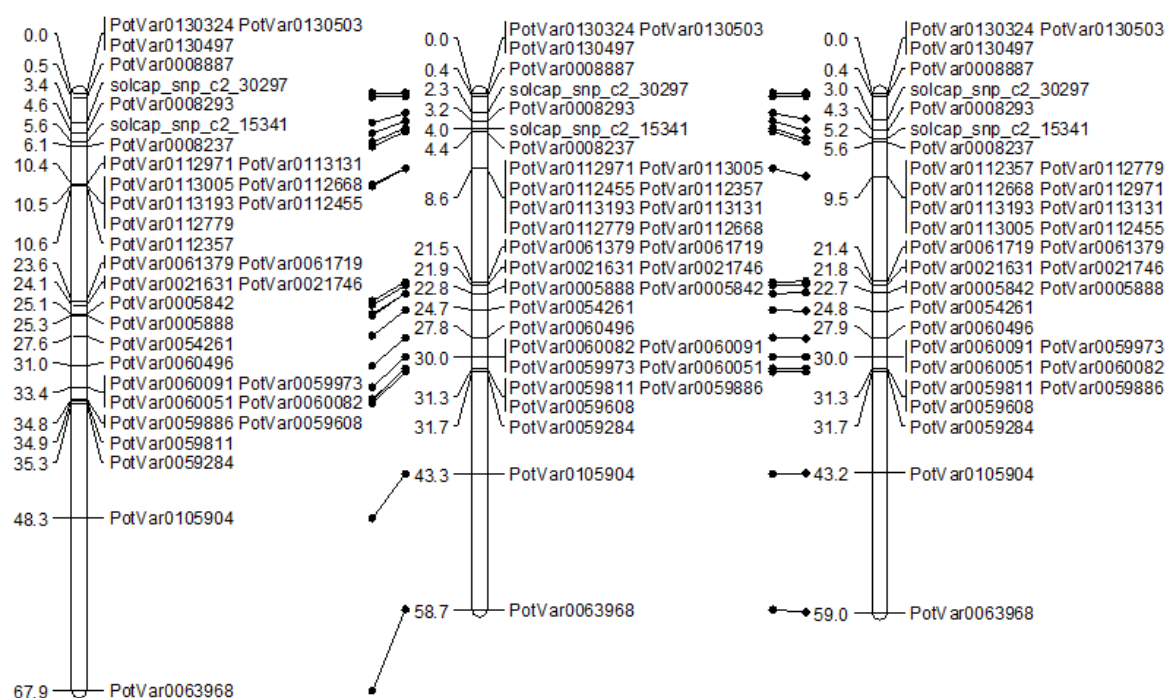 0.0 PotVar0130324 PotVar0130503
PotVar0130497
0.5 PotVar0008887
3.4 solcap_snp_c2_30297
4.6 PotVar0008293
5.6 solcap_snp_c2_15341
6.1 PotVar0008237
10.4 PotVar0112971 PotVar0113131
10.5 PotVar0113005 PotVar0112668
PotVar0113193 PotVar0112455
PotVar0112779
10.6 PotVar0112357
23.6 PotVar0061379 PotVar0061719
24.1 PotVar0021631 PotVar0021746
25.1 PotVar0005842
25.3 PotVar0005888
27.6 PotVar0054261
31.0 PotVar0060496
33.4 PotVar0060091 PotVar0059973
PotVar0060051 PotVar0060082
34.8 PotVar0059886 PotVar0059608
34.9 PotVar0059811
35.3 PotVar0059284
48.3 PotVar0105904
67.9 PotVar0063968
0.0 PotVar0130324 PotVar0130503
PotVar0130497
0.4 PotVar0008887
2.3 solcap_snp_c2_30297
3.2 PotVar0008293
4.0 solcap_snp_c2_15341
4.4 PotVar0008237
8.6 PotVar0112971 PotVar0113005
PotVar0112455 PotVar0112357
PotVar0113193 PotVar0113131
PotVar0112779 PotVar0112668
21.5 PotVar0061379 PotVar0061719
21.9 PotVar0021631 PotVar0021746
22.8 PotVar0005888 PotVar0005842
24.7 PotVar0054261
27.8 PotVar0060496
30.0 PotVar0060082 PotVar0060091
PotVar0059973 PotVar0060051
31.3 PotVar0059811 PotVar0059886
PotVar0059608
31.7 PotVar0059284
43.3 PotVar0105904
58.7 PotVar0063968
0.0 PotVar0130324 PotVar0130503
PotVar0130497
0.4 PotVar0008887
3.0 solcap_snp_c2_30297
4.3 PotVar0008293
5.2 solcap_snp_c2_15341
5.6 PotVar0008237
9.5 PotVar0112357 PotVar0112779
PotVar0112668 PotVar0112971
PotVar0113193 PotVar0113131
PotVar0113005 PotVar0112455
21.4 PotVar0061719 PotVar0061379
21.8 PotVar0021631 PotVar0021746
22.7 PotVar0005842 PotVar0005888
24.8 PotVar0054261
27.9 PotVar0060496
30.0 PotVar0060091 PotVar0059973
PotVar0060051 PotVar0060082
31.3 PotVar0059811 PotVar0059886
PotVar0059608
31.7 PotVar0059284
43.2 PotVar0105904
59.0 PotVar0063968